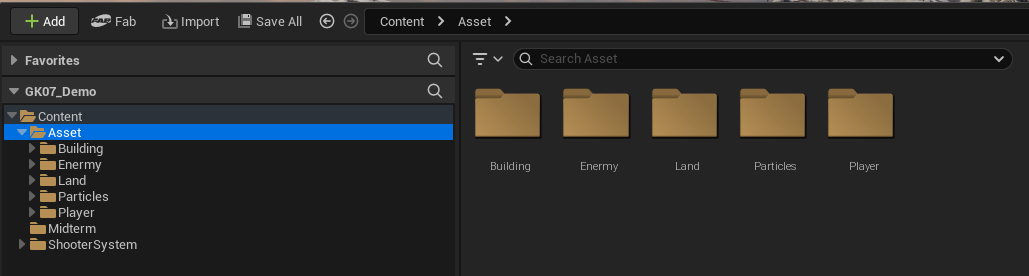 Add Fab Import Save All Content Asset
Favorites
Search Asset
GK07_Demo
Content
Asset
Building
Enermy
Land
Particles
Player
Midterm
ShooterSystem
Building Enermy Land Particles Player